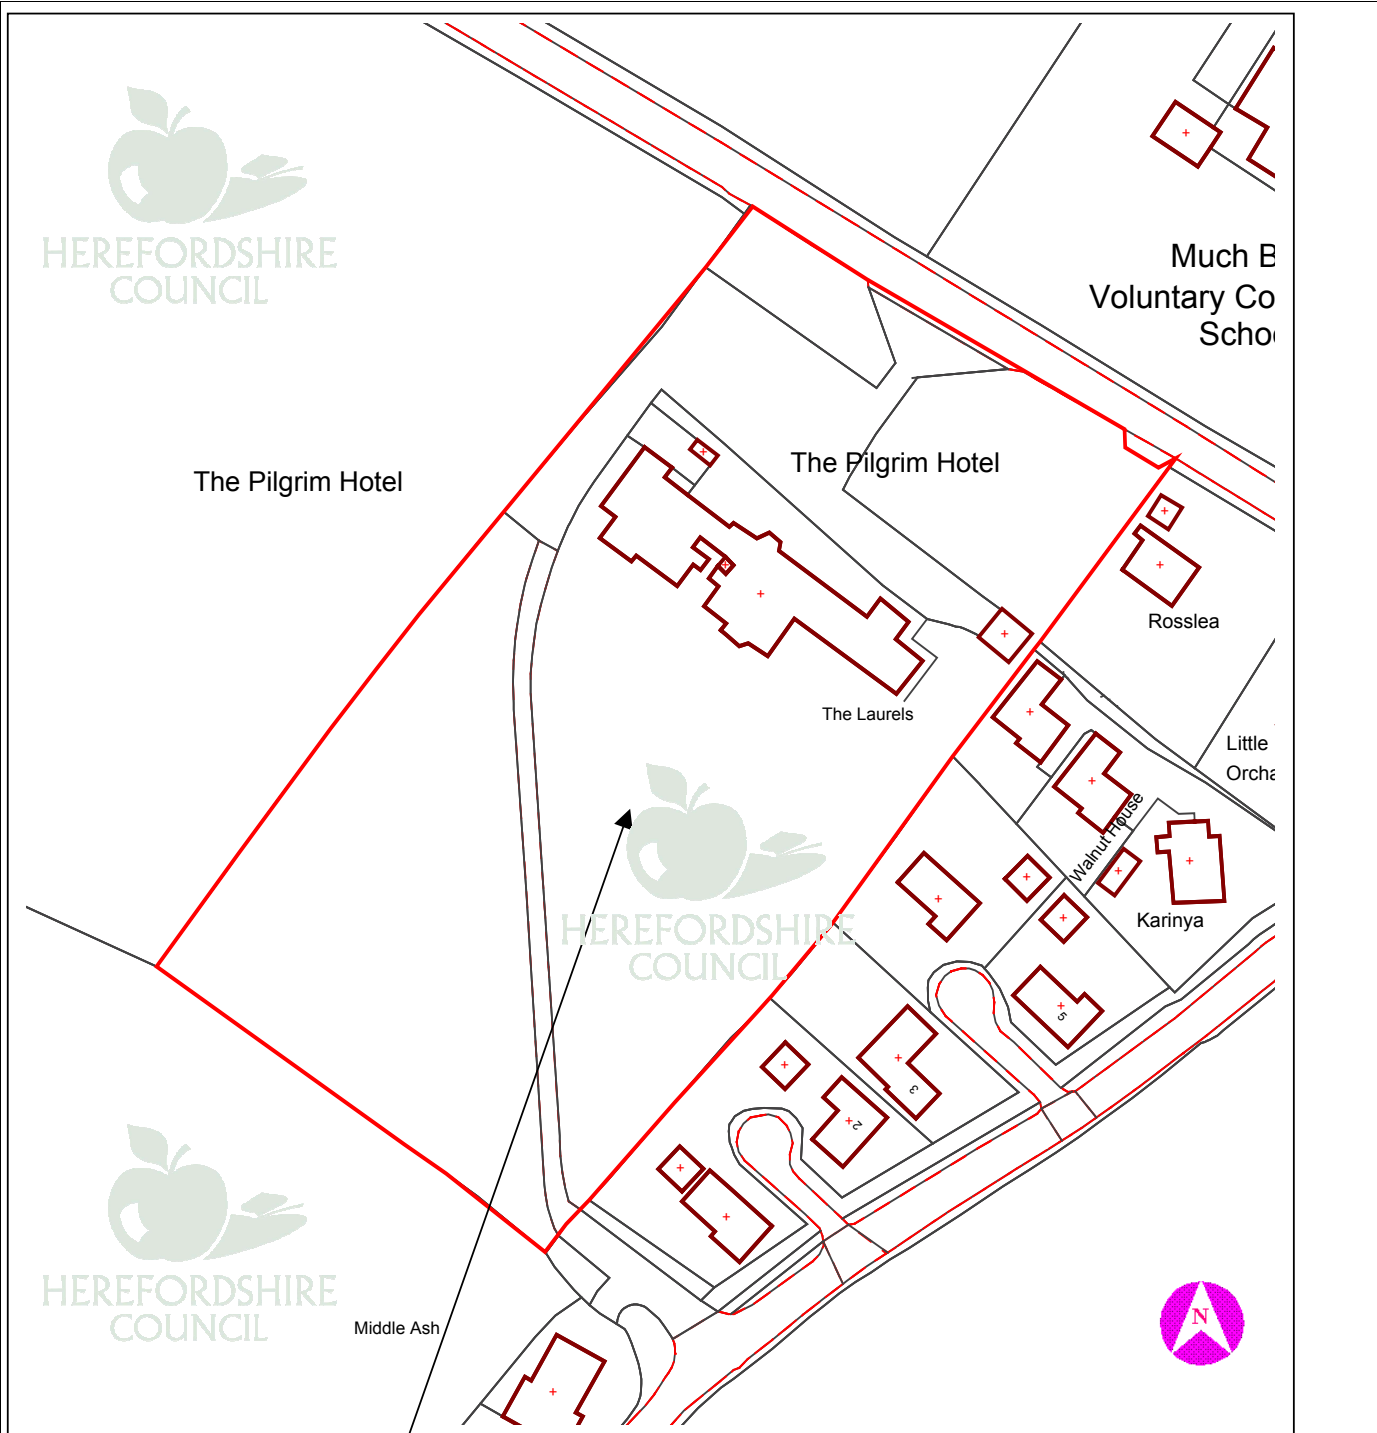 HEREFORDSHIRE
COUNCIL
Much B
Voluntary Co
Schoo
The Pilgrim Hotel
The Pilgrim Hotel
Rosslea
The Laurels
Little
Orcha
Walnut House
Karinya
HEREFORDSHIRE
COUNCIL
5
3
2
HEREFORDSHIRE
COUNCIL
Middle Ash
N